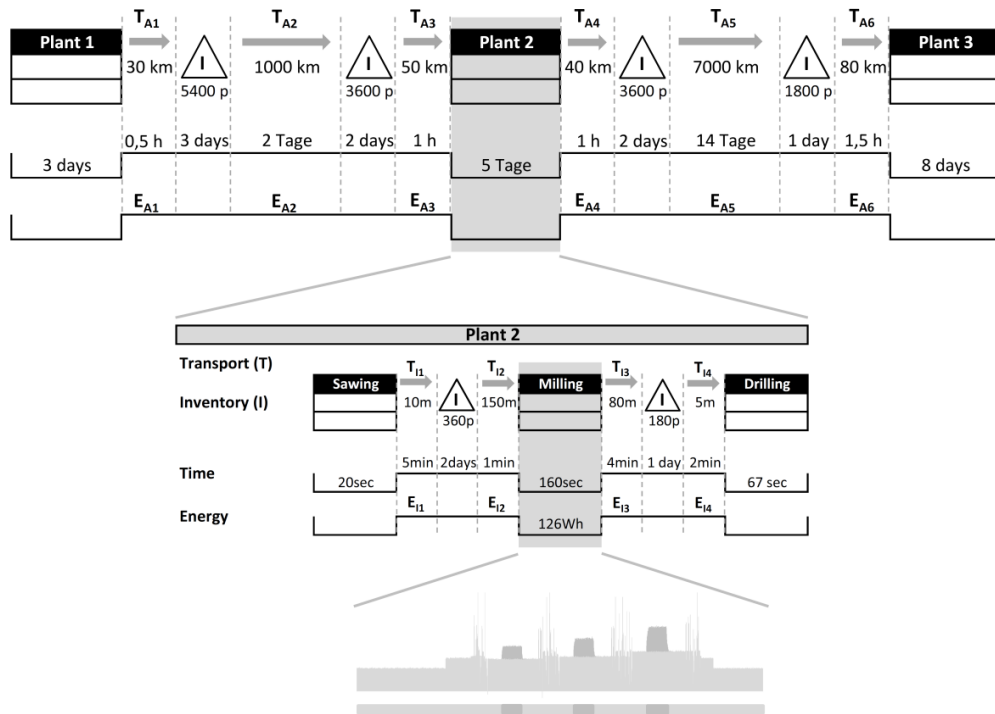 T_A1 T_A2 T_A3 T_A4 T_A5 T_A6
Plant 1 Plant 2 Plant 3
I I I I
30 km 1000 km 50 km 40 km 7000 km 80 km
5400 p 3600 p 3600 p 1800 p
0,5 h 3 days 2 Tage 2 days 1 h 1 h 2 days 14 Tage 1 day 1,5 h
3 days 5 Tage 8 days
E_A1 E_A2 E_A3 E_A4 E_A5 E_A6
Plant 2
Transport (T)
T_I1 T_I2 T_I3 T_I4
Sawing Milling Drilling
Inventory (I)
10m I 150m 80m I 5m
360p 180p
Time
5min 2days 1min 4min 1 day 2min
20sec 160sec 67 sec
Energy
E_I1 E_I2 E_I3 E_I4
126Wh